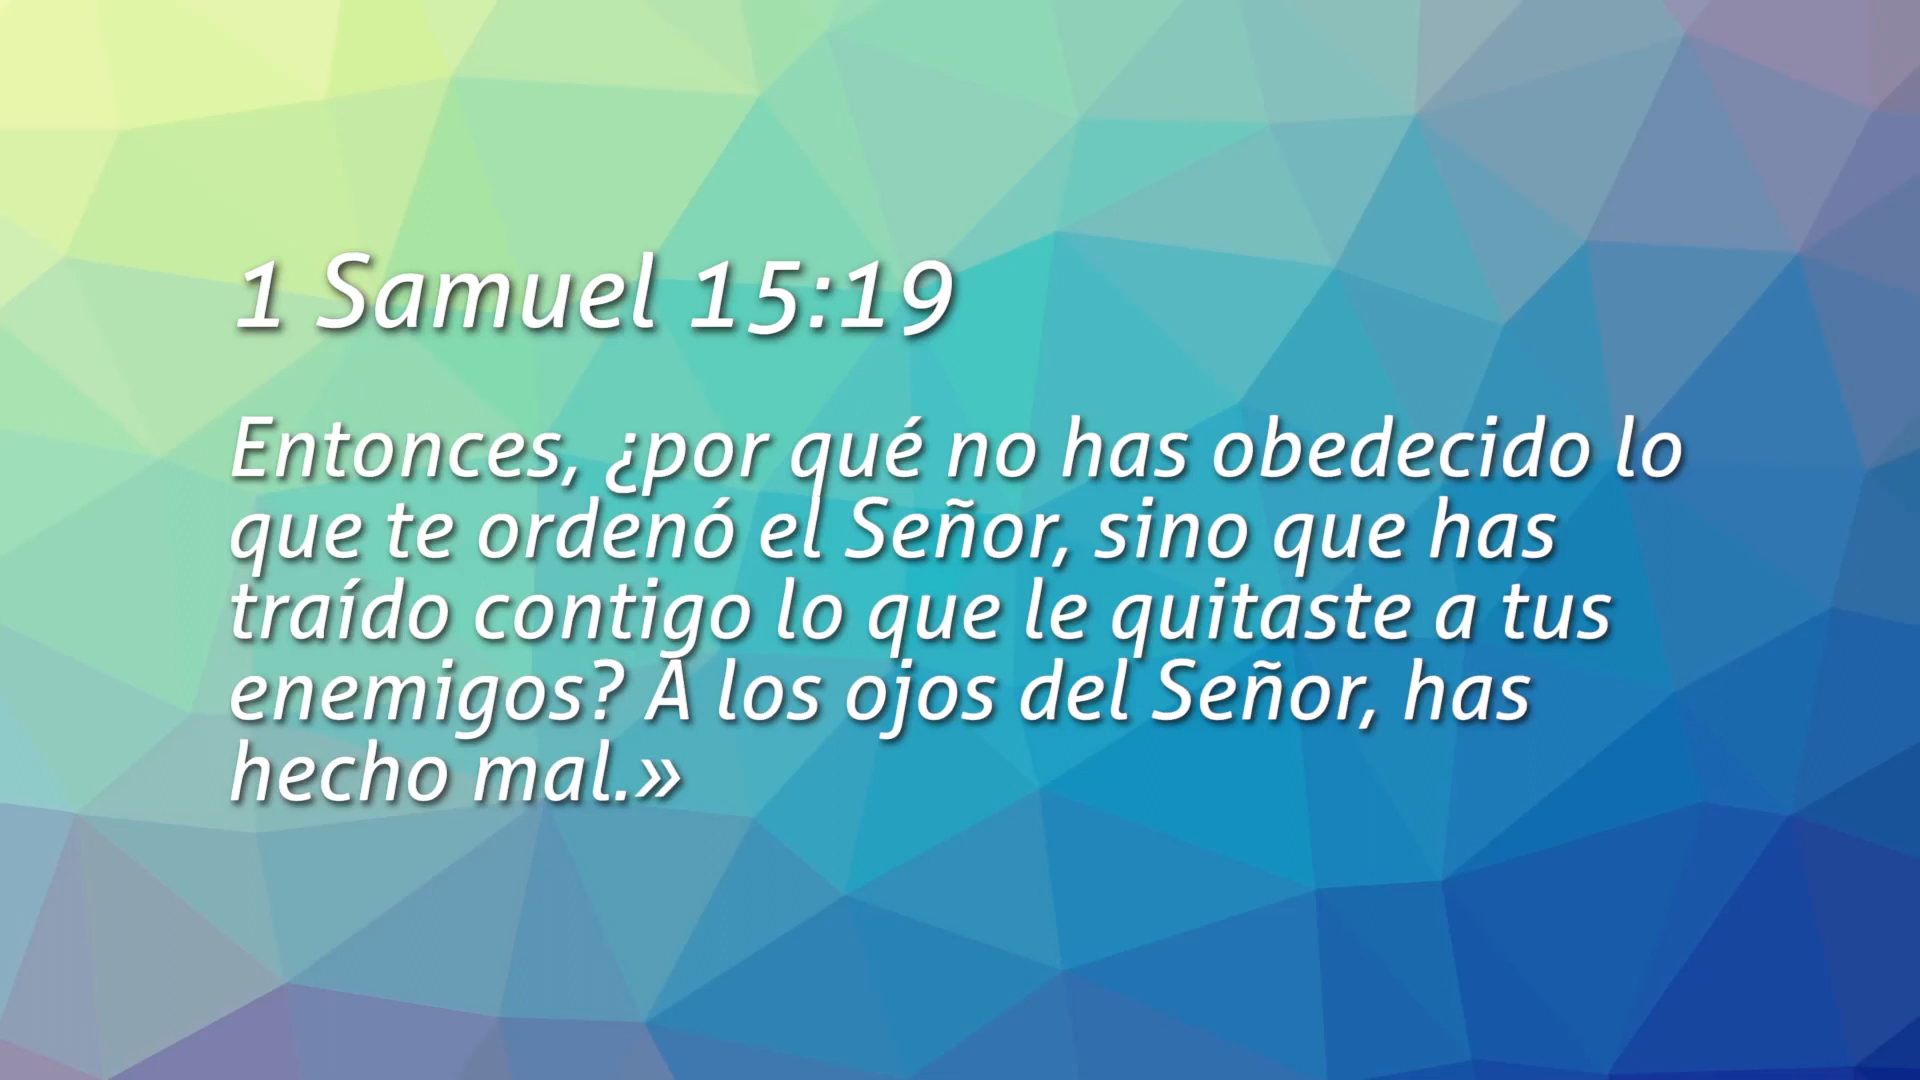 1 Samuel 15:19
Entonces, ¿por qué no has obedecido lo
que te ordenó el Señor, sino que has
traído contigo lo que le quitaste a tus
enemigos? A los ojos del Señor, has
hecho mal.»